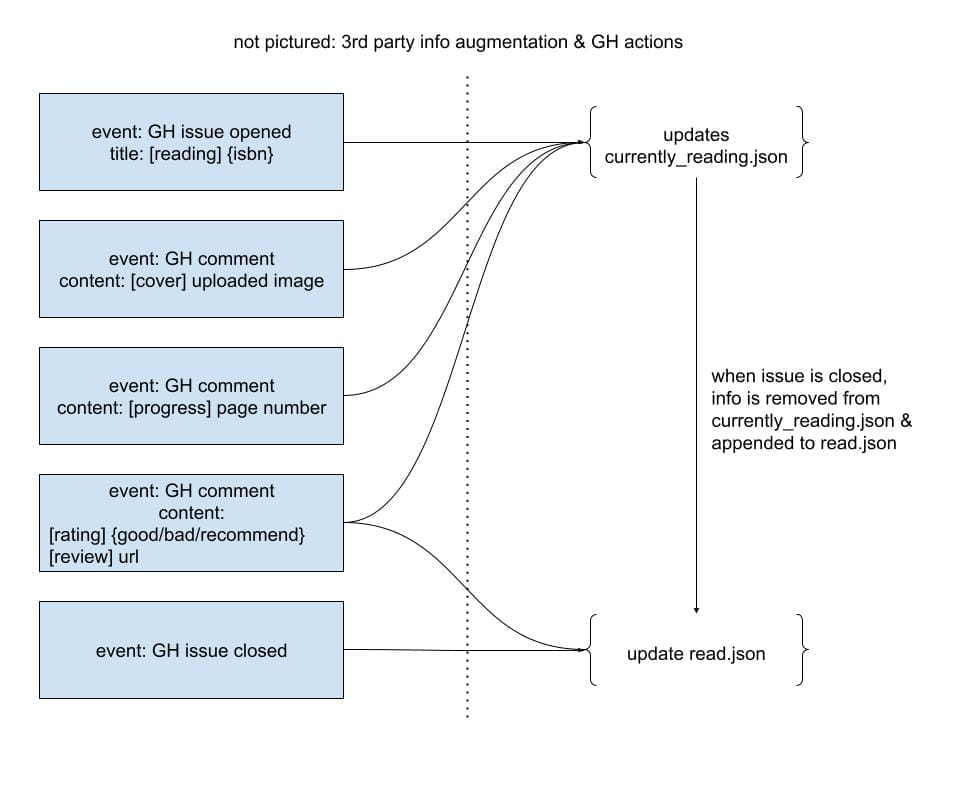 not pictured: 3rd party info augmentation & GH actions
event: GH issue opened
title: [reading] {isbn}
updates
currently_reading.json
event: GH comment
content: [cover] uploaded image
event: GH comment
content: [progress] page number
when issue is closed,
info is removed from
currently_reading.json &
appended to read.json
event: GH comment
content:
[rating] {good/bad/recommend}
[review] url
event: GH issue closed
update read.json